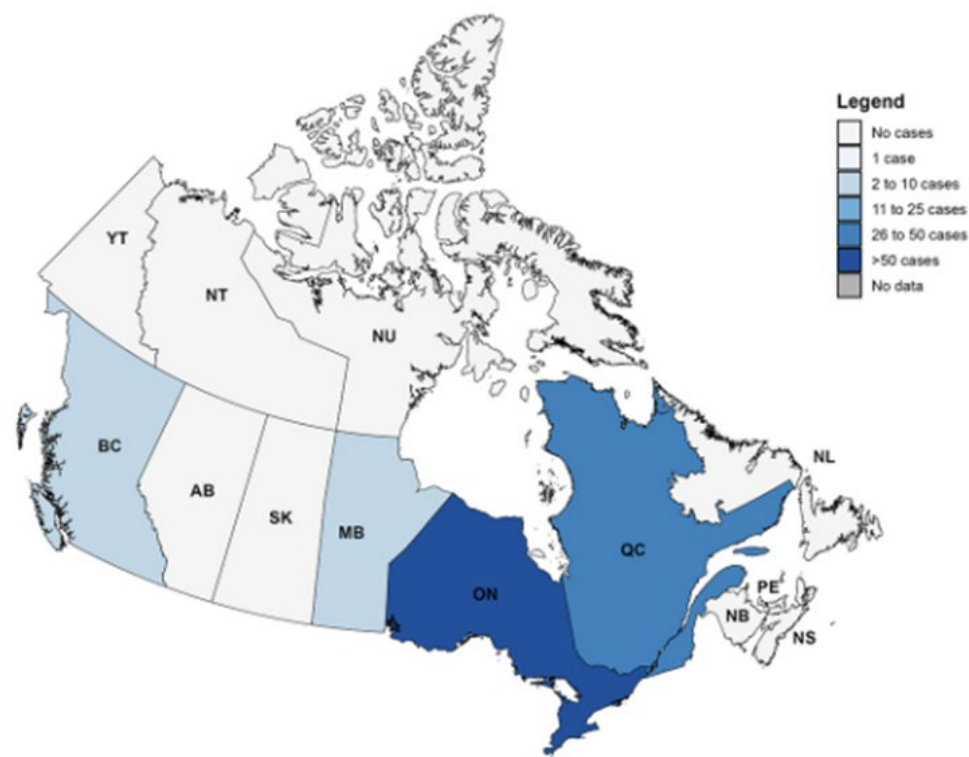 Legend
No cases
1 case
2 to 10 cases
11 to 25 cases
26 to 50 cases
>50 cases
No data
YT
NT
NU
BC
AB
SK
MB
ON
QC
NL
PE
NB
NS